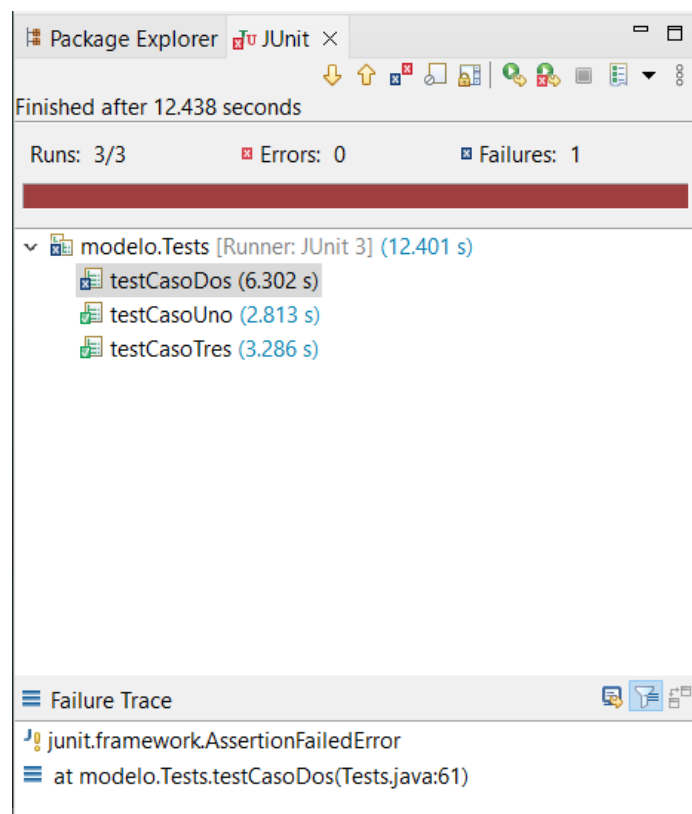 Package Explorer JU JUnit
Finished after 12.438 seconds
Runs: 3/3 Errors: 0 Failures: 1
modelo.Tests [Runner: JUnit 3] (12.401 s)
testCasoDos (6.302 s)
testCasoUno (2.813 s)
testCasoTres (3.286 s)
Failure Trace
junit.framework.AssertionFailedError
at modelo.Tests.testCasoDos(Tests.java:61)